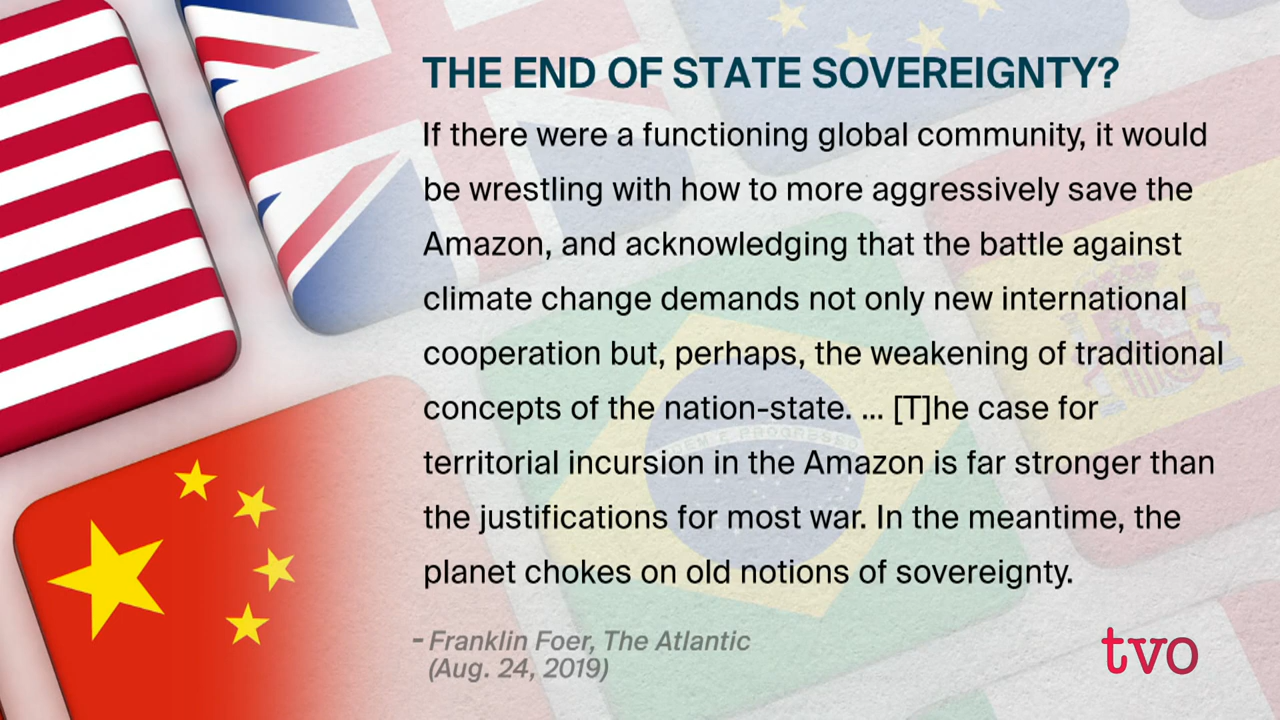 THE END OF STATE SOVEREIGNTY?
If there were a functioning global community, it would
be wrestling with how to more aggressively save the
Amazon, and acknowledging that the battle against
climate change demands not only new international
cooperation but, perhaps, the weakening of traditional
concepts of the nation-state. ... [T]he case for
territorial incursion in the Amazon is far stronger than
the justifications for most war. In the meantime, the
planet chokes on old notions of sovereignty.
- Franklin Foer, The Atlantic
(Aug. 24, 2019)
tvo